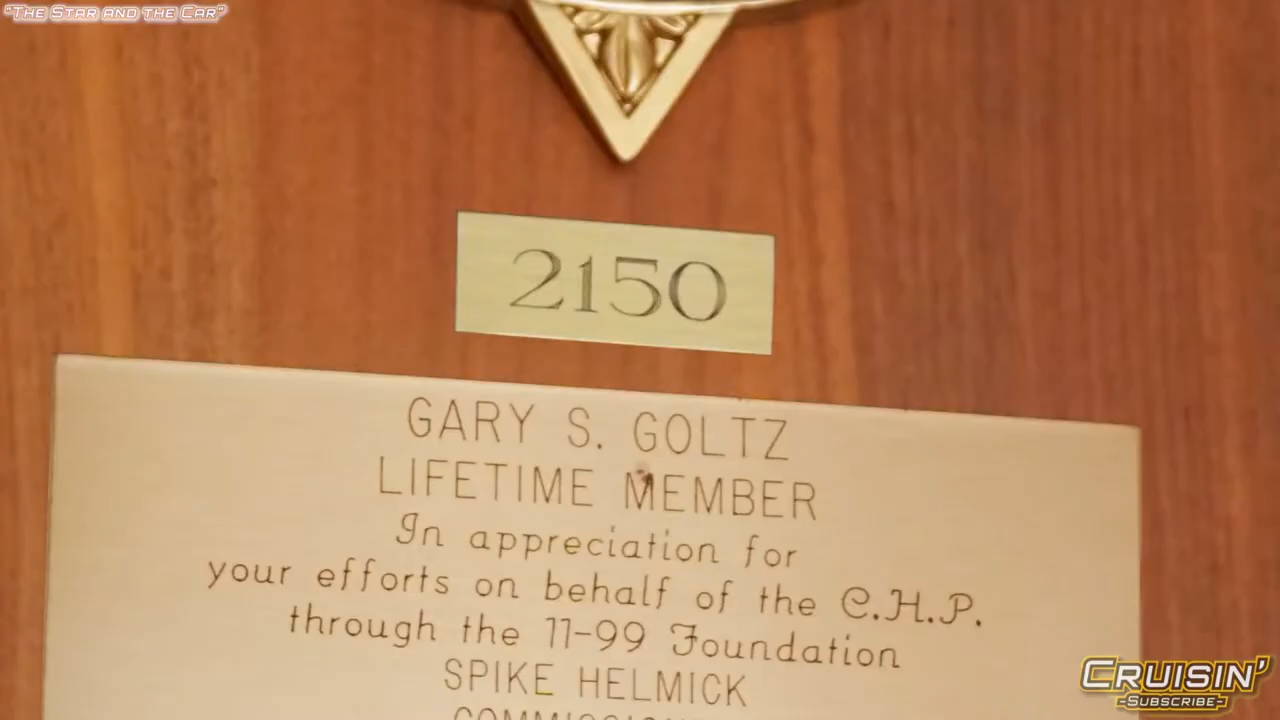 "The Star and the Car"
2150
GARY S. GOLTZ
LIFETIME MEMBER
In appreciation for
your efforts on behalf of the C.H.P.
through the 11-99 Foundation
SPIKE HELMICK
CRUISIN'
-SUBSCRIBE-